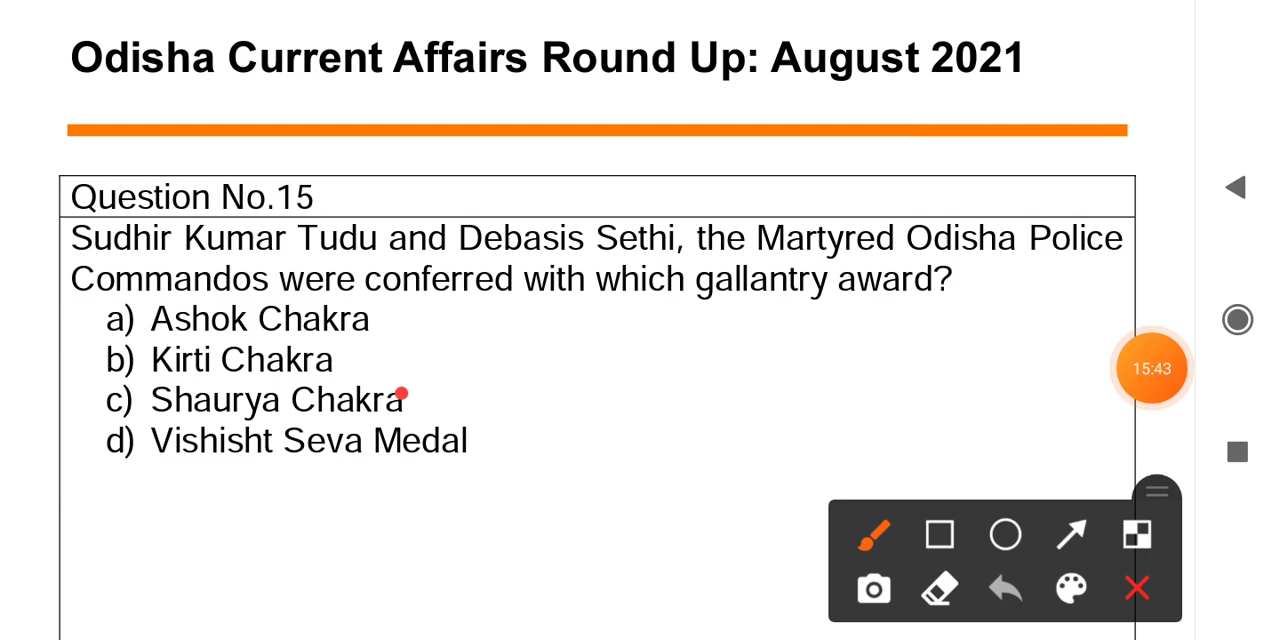 Odisha Current Affairs Round Up: August 2021
Question No.15
Sudhir Kumar Tudu and Debasis Sethi, the Martyred Odisha Police
Commandos were conferred with which gallantry award?
a) Ashok Chakra
b) Kirti Chakra
c) Shaurya Chakra
d) Vishisht Seva Medal
15:43